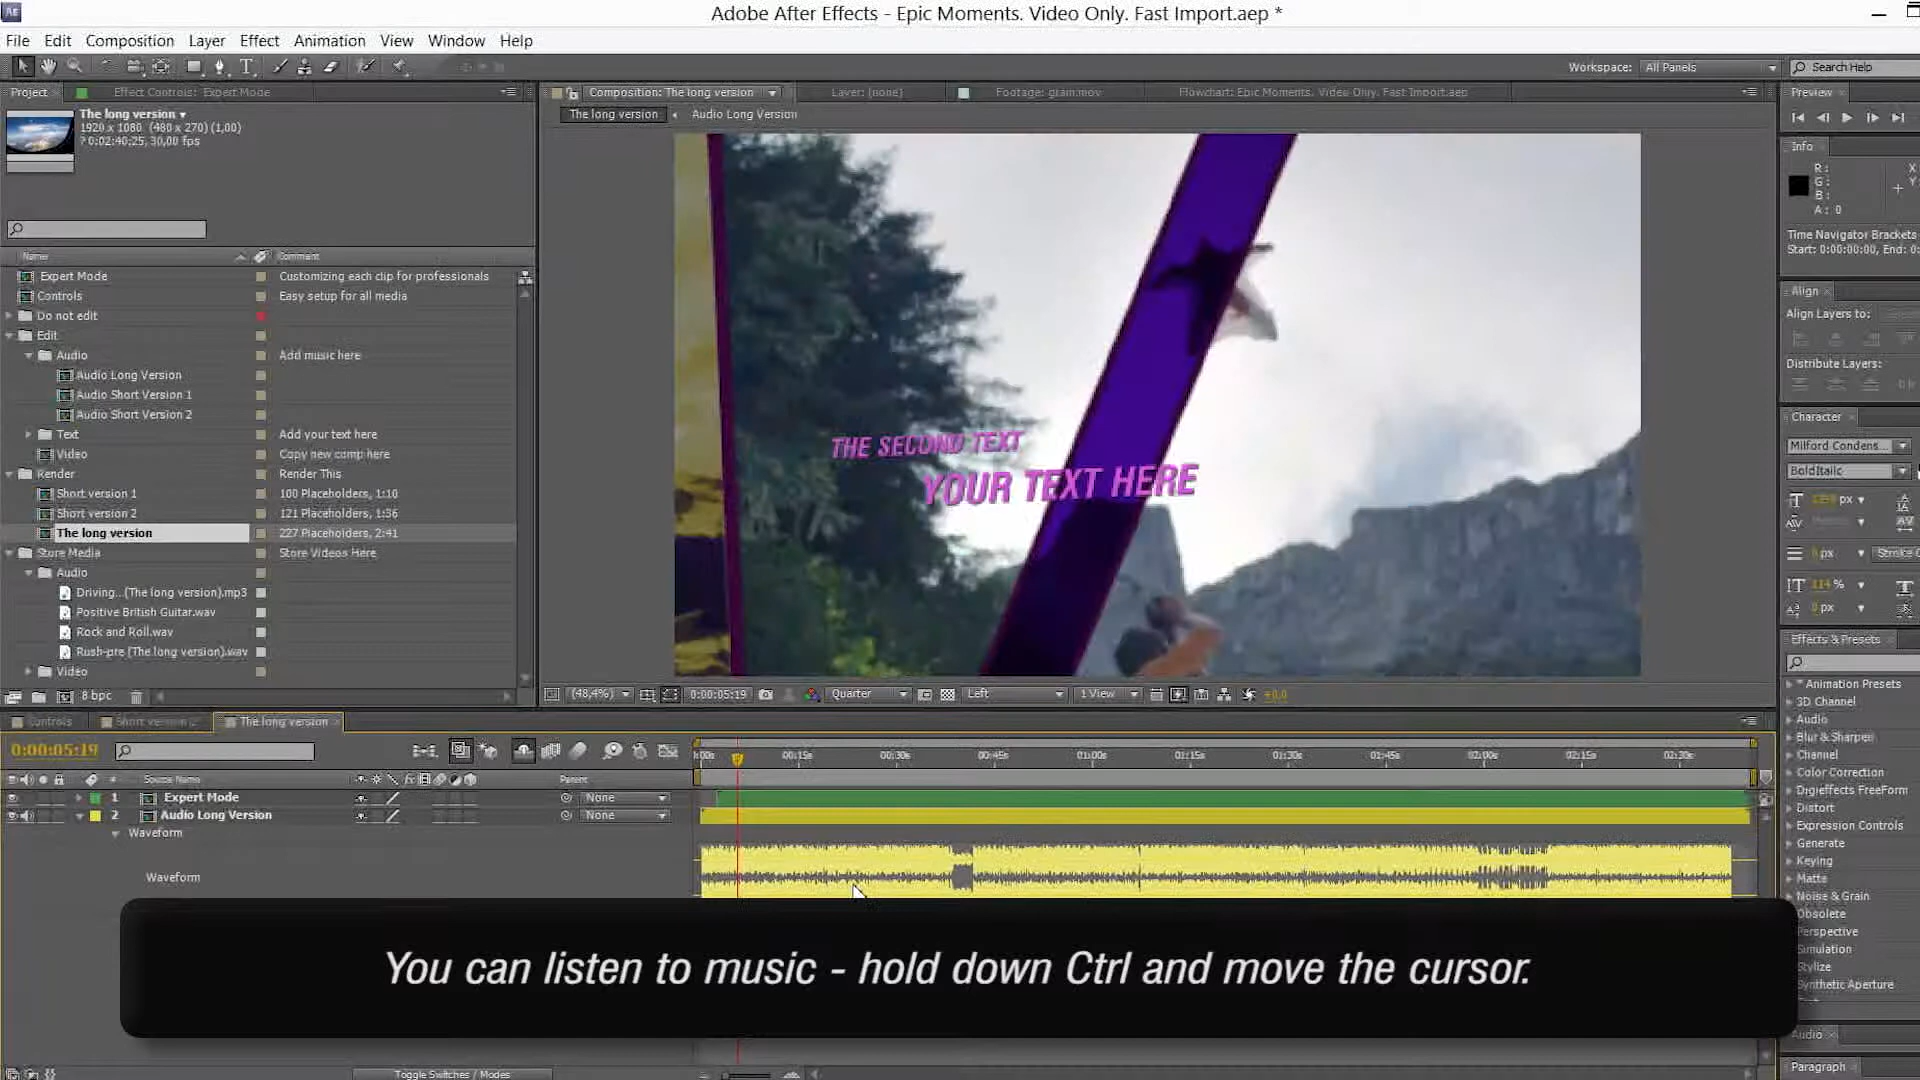 Adobe After Effects - Epic Moments. Video Only. Fast Import.aep *
File Edit Composition Layer Effect Animation View Window Help
Workspace: All Panels Search Help
Project Effect Controls: Expert Mode
Composition: The long version Layer: (none) Footage: grain.mov Flowchart: Epic Moments. Video Only. Fast Import.aep
Preview
The long version
1920 x 1080 (480 x 270) (1,00)
0:02:40:25, 30,00 fps
The long version Audio Long Version
Info
R:
G:
B:
A: 0
X
Y
Time Navigator Brackets
Start: 0:00:00:00, End: 0:
Name Comment
Expert Mode Customizing each clip for professionals
Controls Easy setup for all media
Do not edit
Edit
Audio Add music here
Audio Long Version
Audio Short Version 1
Audio Short Version 2
Text Add your text here
Video Copy new comp here
Render Render This
Short version 1 100 Placeholders, 1:10
Short version 2 121 Placeholders, 1:36
The long version 227 Placeholders, 2:41
Store Media Store Videos Here
Audio
Driving...(The long version).mp3
Positive British Guitar.wav
Rock and Roll.wav
Rush-pre (The long version).wav
Video
8 bpc
THE SECOND TEXT
YOUR TEXT HERE
Align
Align Layers to:
Distribute Layers:
Character
Milford Condens...
BoldItalic
px
0 px Stroke O
114 %
0 px
Effects & Presets
* Animation Presets
3D Channel
Audio
Blur & Sharpen
Channel
Color Correction
Digieffects FreeForm
Distort
Expression Controls
Generate
Keying
Matte
Noise & Grain
Obsolete
Perspective
Simulation
Stylize
Synthetic Aperture
Audio
Paragraph
(48,4%) 0:00:05:19 Quarter Left 1 View +0,0
Controls Short version 2 The long version
0:00:05:19
00:15s 00:30s 00:45s 01:00s 01:15s 01:30s 01:45s 02:00s 02:15s 02:30s
# Source Name fx Parent
1 Expert Mode None
2 Audio Long Version None
Waveform
Waveform
You can listen to music - hold down Ctrl and move the cursor.
Toggle Switches / Modes